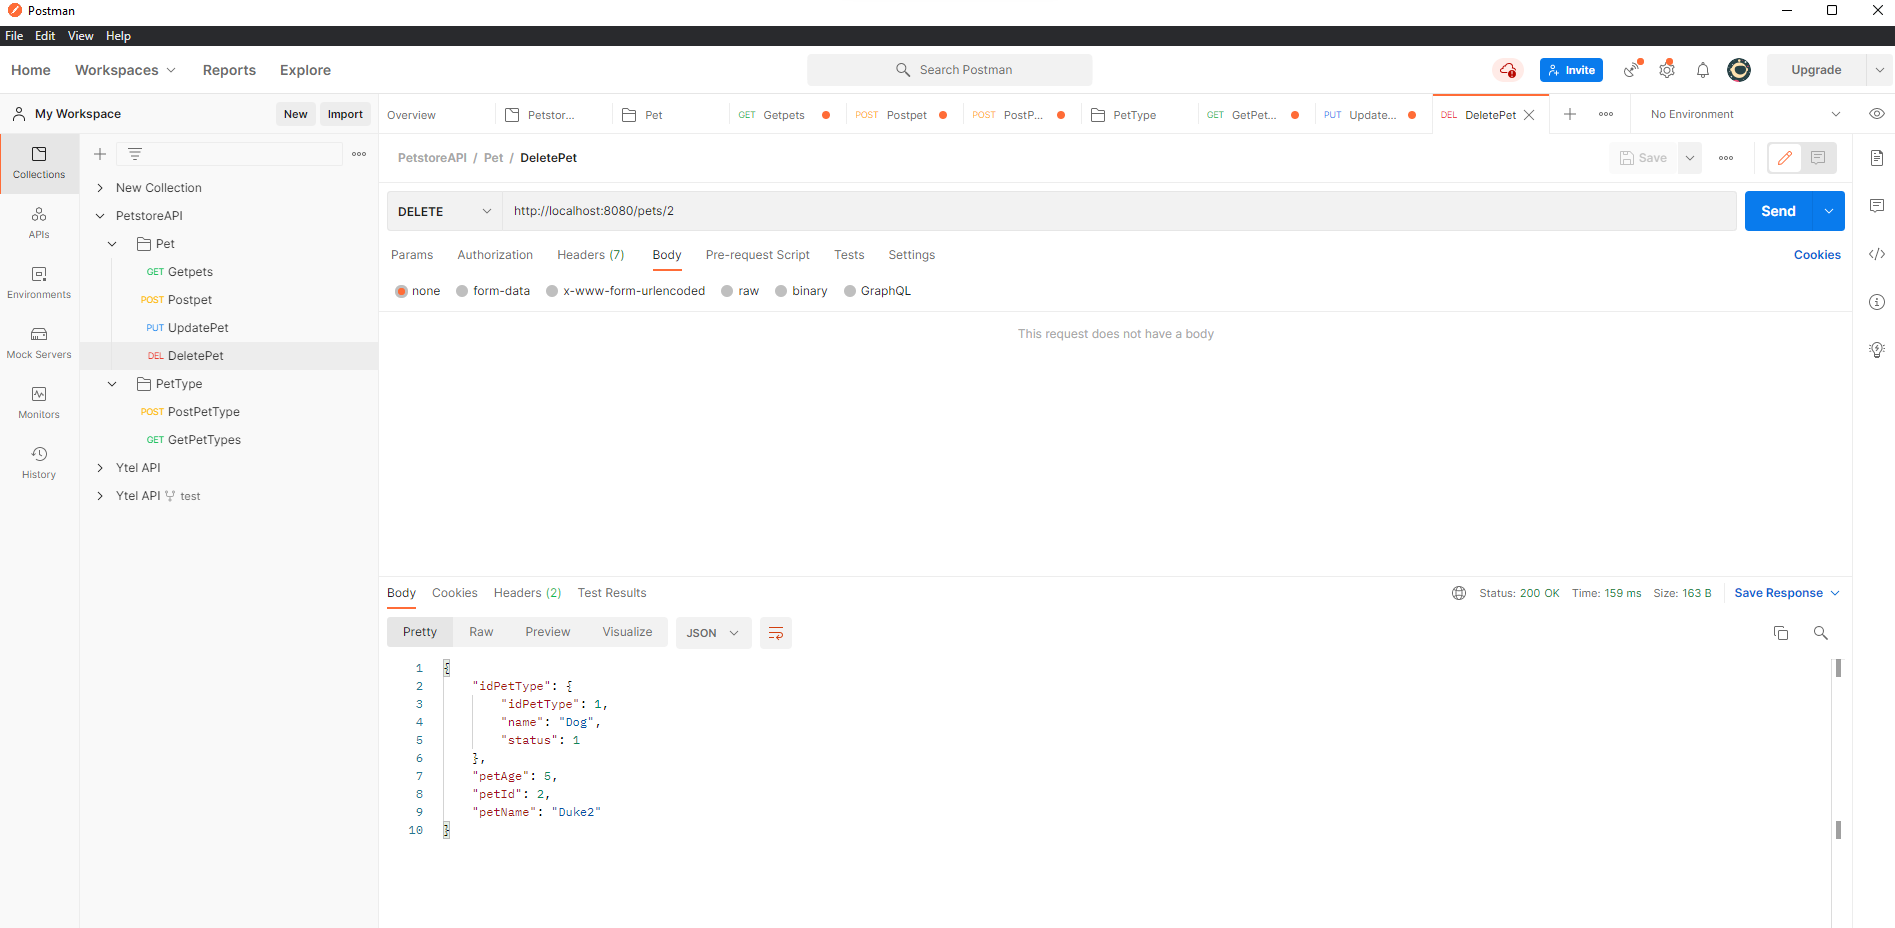 Postman
File Edit View Help
Home Workspaces Reports Explore Search Postman Invite Upgrade
My Workspace New Import
Overview Petstor... Pet GET Getpets POST Postpet POST PostP... PetType GET GetPet... PUT Update... DEL DeletePet No Environment
Collections
APIs
Environments
Mock Servers
Monitors
History
New Collection
PetstoreAPI
Pet
GET Getpets
POST Postpet
PUT UpdatePet
DEL DeletePet
PetType
POST PostPetType
GET GetPetTypes
Ytel API
Ytel API test
PetstoreAPI / Pet / DeletePet Save
DELETE http://localhost:8080/pets/2 Send
Params Authorization Headers (7) Body Pre-request Script Tests Settings Cookies
none form-data x-www-form-urlencoded raw binary GraphQL
This request does not have a body
Body Cookies Headers (2) Test Results Status: 200 OK Time: 159 ms Size: 163 B Save Response
Pretty Raw Preview Visualize JSON
1 {
2 "idPetType": {
3 "idPetType": 1,
4 "name": "Dog",
5 "status": 1
6 },
7 "petAge": 5,
8 "petId": 2,
9 "petName": "Duke2"
10 }